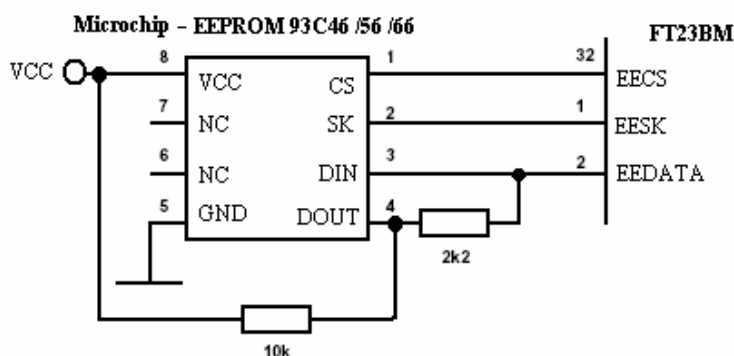 Microchip – EEPROM 93C46 /56 /66
FT23BM
VCC
8
VCC
CS
1
32
EECS
7
NC
SK
2
1
EESK
6
NC
DIN
3
2
EEDATA
5
GND
DOUT
4
2k2
10k